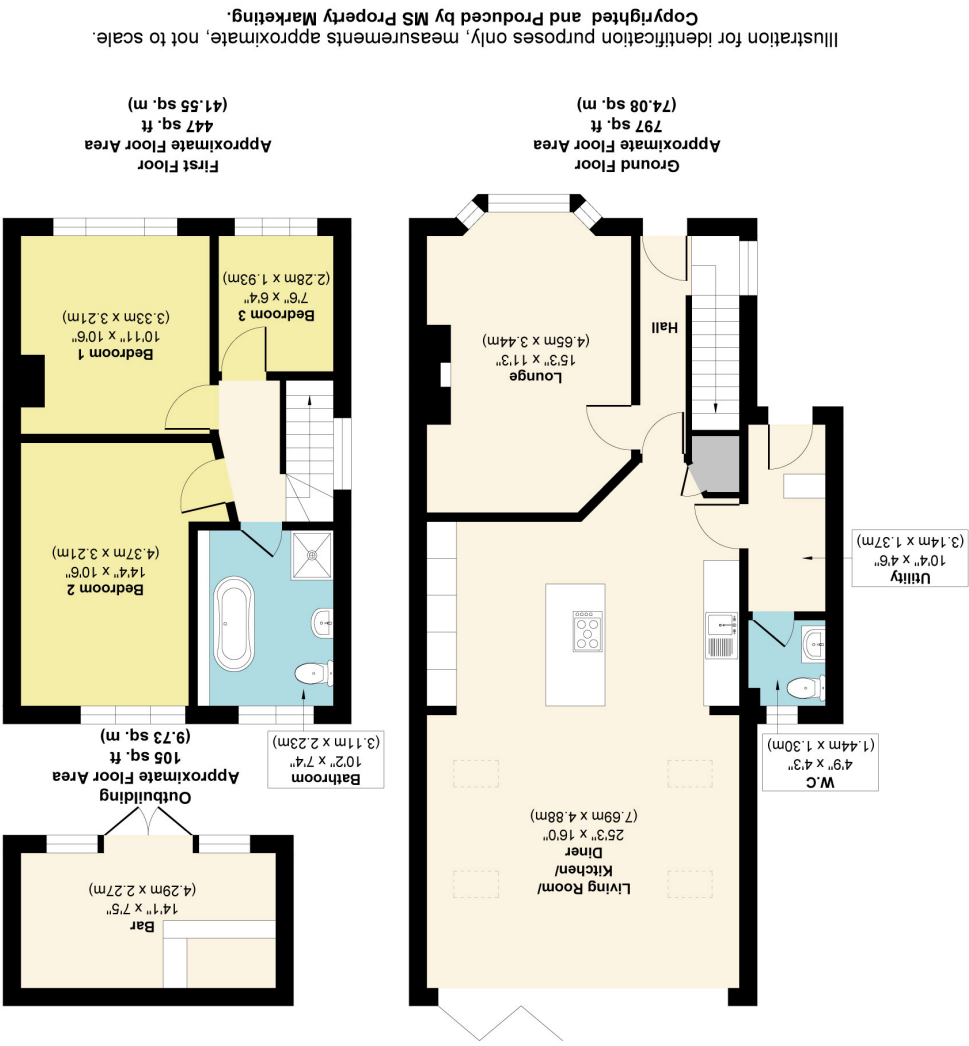 Living Room/
Kitchen/
Diner
25'3" x 16'0"
(7.69m x 4.88m)
W.C
4'9" x 4'3"
(1.44m x 1.30m)
Utility
10'4" x 4'6"
(3.14m x 1.37m)
Lounge
15'3" x 11'3"
(4.65m x 3.44m)
Hall
Ground Floor
Approximate Floor Area
797 sq. ft
(74.08 sq. m)
Bar
14'1" x 7'5"
(4.29m x 2.27m)
Outbuilding
Approximate Floor Area
105 sq. ft
(9.73 sq. m)
Bathroom
10'2" x 7'4"
(3.11m x 2.23m)
Bedroom 2
14'4" x 10'6"
(4.37m x 3.21m)
Bedroom 1
10'11" x 10'6"
(3.33m x 3.21m)
Bedroom 3
7'6" x 6'4"
(2.28m x 1.93m)
First Floor
Approximate Floor Area
447 sq. ft
(41.55 sq. m)
Illustration for identification purposes only, measurements approximate, not to scale.
Copyrighted and Produced by MS Property Marketing.